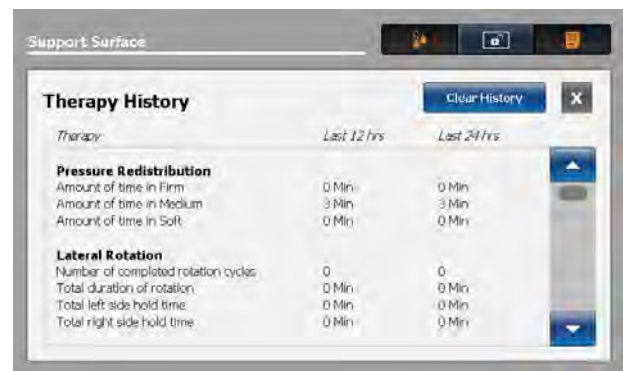 Support Surface
Therapy History
Clear History
X
Therapy Last 12 hrs Last 24 hrs
Pressure Redistribution
Amount of time in Firm 0 Min 0 Min
Amount of time in Medium 3 Min 3 Min
Amount of time in Soft 0 Min 0 Min
Lateral Rotation
Number of completed rotation cycles 0 0
Total duration of rotation 0 Min 0 Min
Total left side hold time 0 Min 0 Min
Total right side hold time 0 Min 0 Min